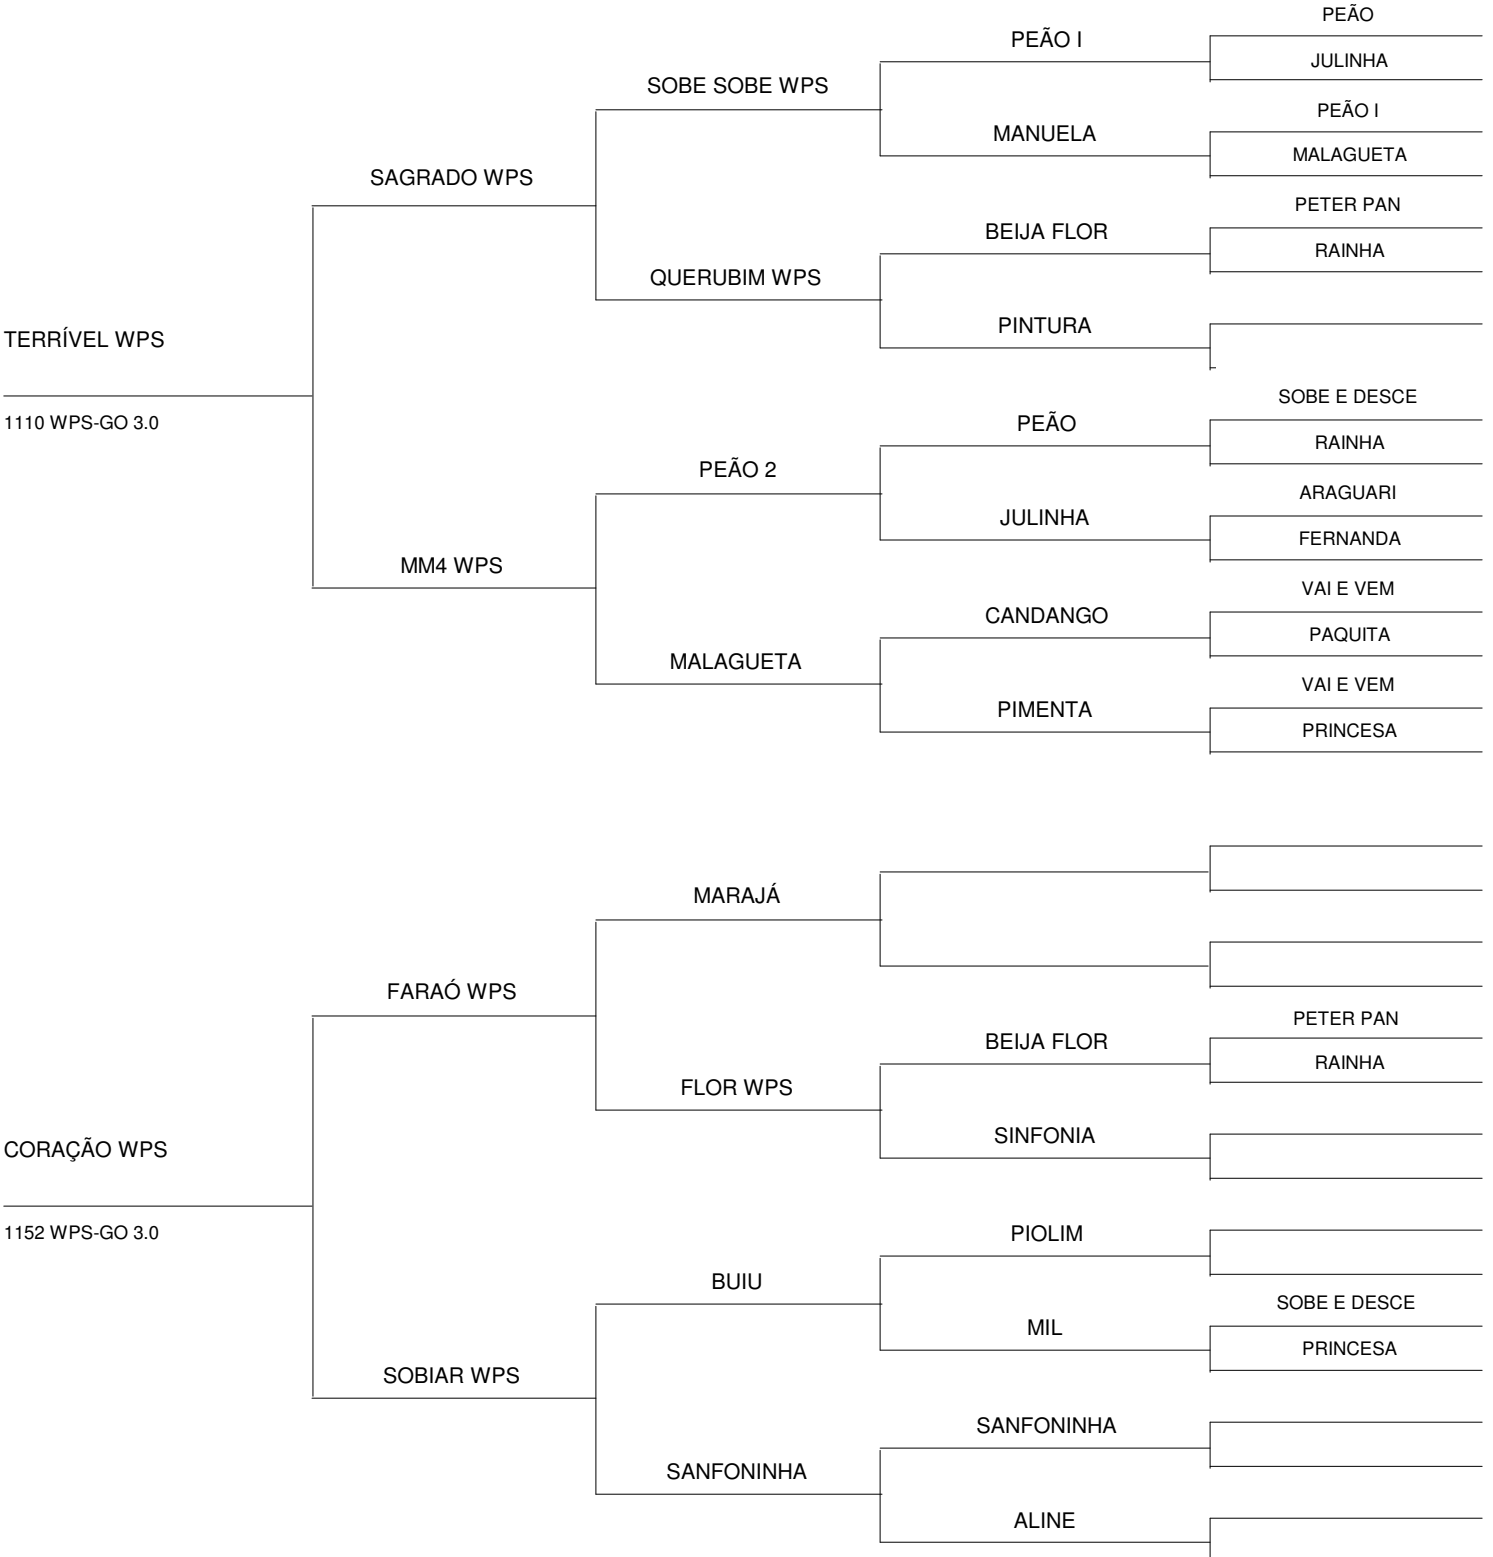 PEÃO
PEÃO I
JULINHA
SOBE SOBE WPS
PEÃO I
MANUELA
MALAGUETA
SAGRADO WPS
PETER PAN
BEIJA FLOR
RAINHA
QUERUBIM WPS
PINTURA
TERRÍVEL WPS
SOBE E DESCE
1110 WPS-GO 3.0
PEÃO
RAINHA
PEÃO 2
ARAGUARI
JULINHA
FERNANDA
MM4 WPS
VAI E VEM
CANDANGO
PAQUITA
MALAGUETA
VAI E VEM
PIMENTA
PRINCESA
MARAJÁ
FARAÓ WPS
PETER PAN
BEIJA FLOR
RAINHA
FLOR WPS
SINFONIA
CORAÇÃO WPS
1152 WPS-GO 3.0
PIOLIM
BUIU
SOBE E DESCE
MIL
PRINCESA
SOBIAR WPS
SANFONINHA
SANFONINHA
ALINE